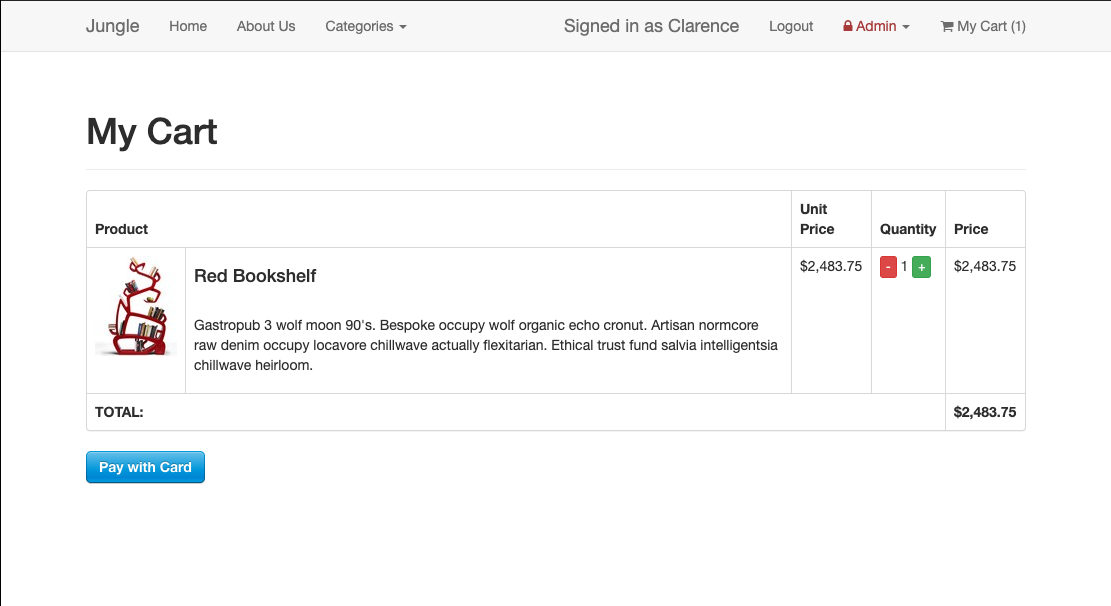 Jungle Home About Us Categories Signed in as Clarence Logout Admin My Cart (1)
My Cart
Product Unit Price Quantity Price
Red Bookshelf $2,483.75 - 1 + $2,483.75
Gastropub 3 wolf moon 90's. Bespoke occupy wolf organic echo cronut. Artisan normcore
raw denim occupy locavore chillwave actually flexitarian. Ethical trust fund salvia intelligentsia
chillwave heirloom.
TOTAL: $2,483.75
Pay with Card